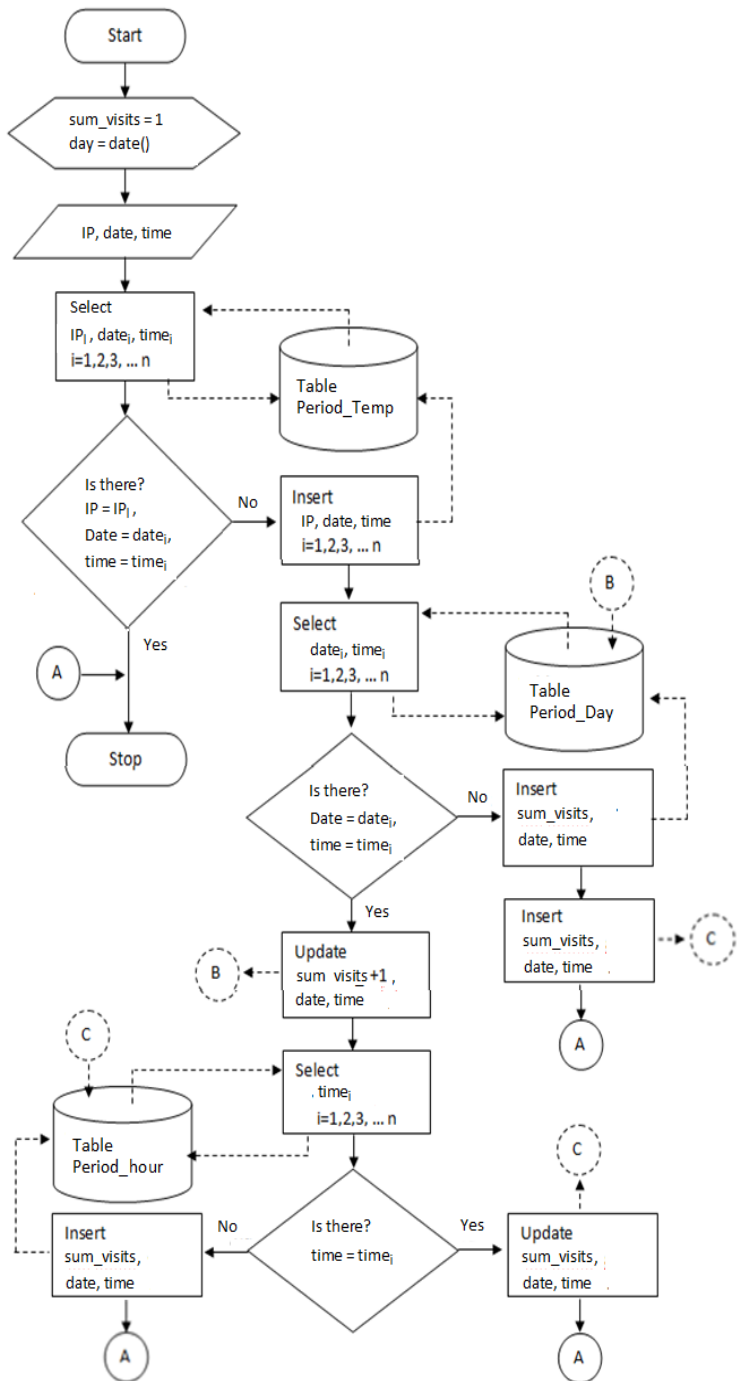 Start
sum_visits = 1
day = date()
IP, date, time
Select
IPI , datei, timei
i=1,2,3, ... n
Table
Period_Temp
Is there?
IP = IPI ,
Date = datei,
time = timei
No
Insert
IP, date, time
i=1,2,3, ... n
Yes
A
Stop
Select
datei, timei
i=1,2,3, ... n
B
Table
Period_Day
Is there?
Date = datei,
time = timei
No
Insert
sum_visits,
date, time
Insert
sum_visits,
date, time
C
A
Yes
Update
sum_visits+1 ,
date, time
B
Select
. timei
i=1,2,3, ... n
C
Table
Period_hour
Is there?
time = timei
No
Insert
sum_visits,
date, time
A
Yes
Update
sum_visits,
date, time
C
A